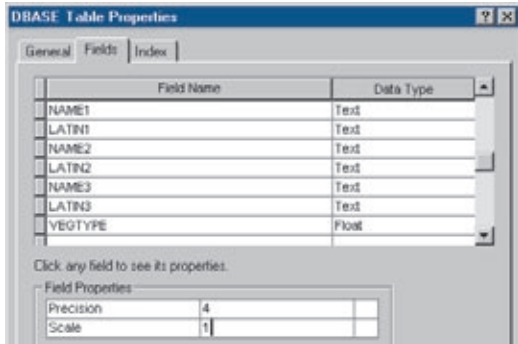 DBASE Table Properties
General Fields Index
Field Name Data Type
NAME1 Text
LATIN1 Text
NAME2 Text
LATIN2 Text
NAME3 Text
LATIN3 Text
VEGTYPE Float
Click any field to see its properties.
Field Properties
Precision 4
Scale 1